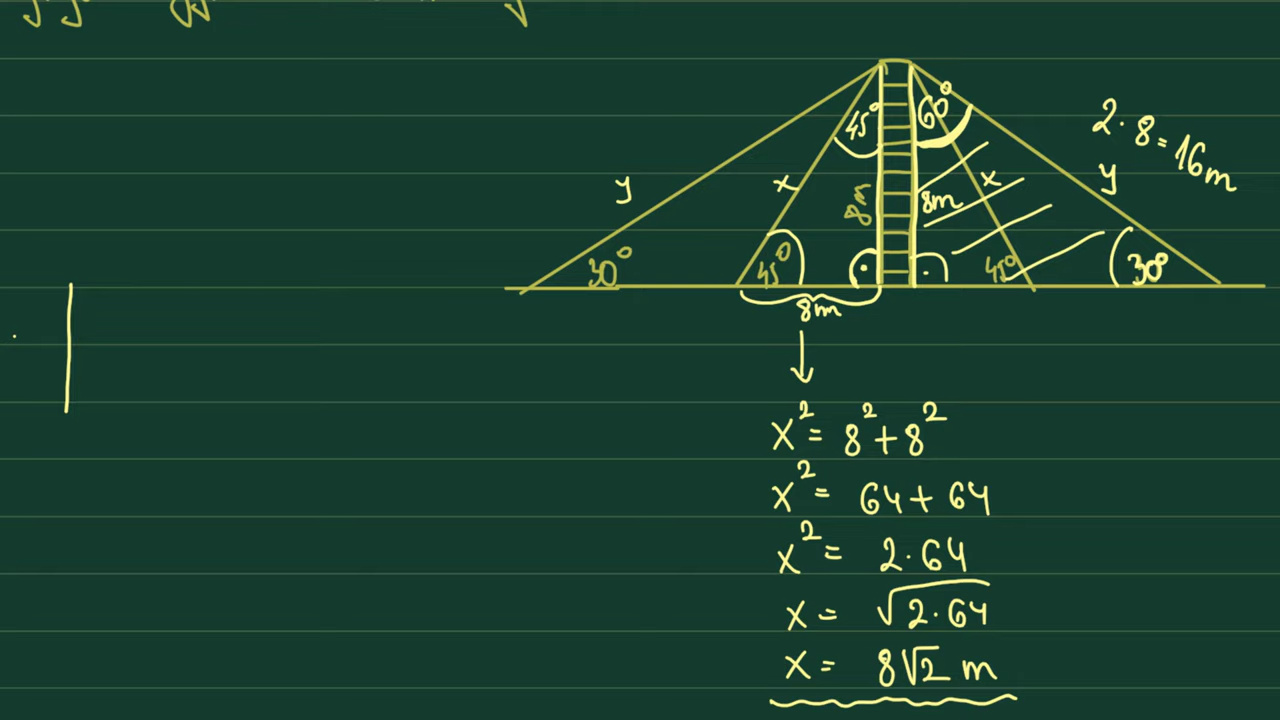 45° 60° 2·8=16m
y x 8m 8m x y
30° 45° 45° 30°
8m
x² = 8² + 8²
x² = 64 + 64
x² = 2·64
x = √2·64
x = 8√2 m